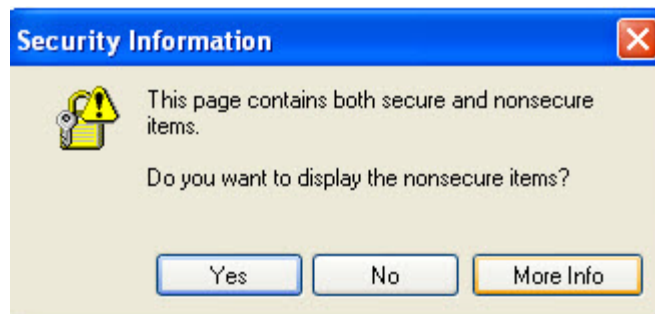 Security Information
This page contains both secure and nonsecure
items.
Do you want to display the nonsecure items?
Yes
No
More Info